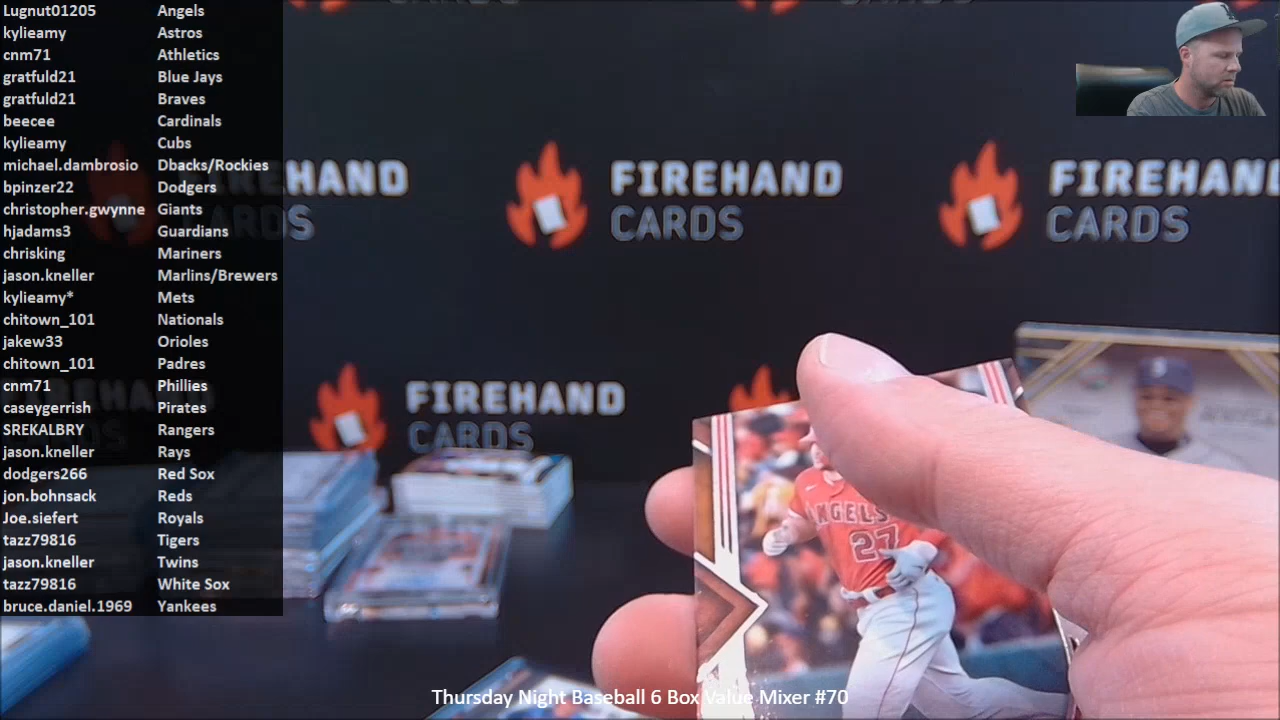 Lugnut01205 Angels
kylieamy Astros
cnm71 Athletics
gratfuld21 Blue Jays
gratfuld21 Braves
beecee Cardinals
kylieamy Cubs
michael.dambrosio Dbacks/Rockies
bpinzer22 Dodgers
christopher.gwynne Giants
hjadams3 Guardians
chrisking Mariners
jason.kneller Marlins/Brewers
kylieamy* Mets
chitown_101 Nationals
jakew33 Orioles
chitown_101 Padres
cnm71 Phillies
caseygerrish Pirates
SREKALBRY Rangers
jason.kneller Rays
dodgers266 Red Sox
jon.bohnsack Reds
Joe.siefert Royals
tazz79816 Tigers
jason.kneller Twins
tazz79816 White Sox
bruce.daniel.1969 Yankees
CARDS
CARDS
FIREHAND
CARDS
FIREHAND
CARDS
FIREHAND
CARDS
FIREHAND
CARDS
ANGELS
27
Thursday Night Baseball 6 Box Value Mixer #70